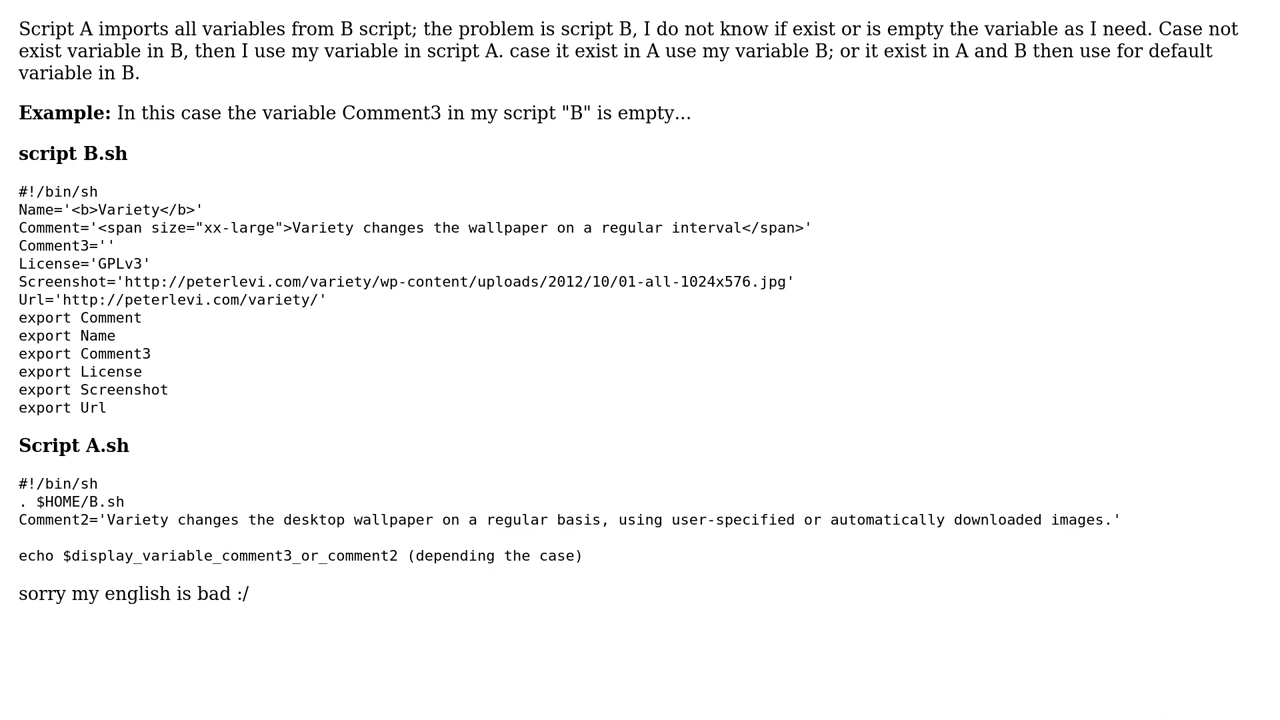 Script A imports all variables from B script; the problem is script B, I do not know if exist or is empty the variable as I need. Case not
exist variable in B, then I use my variable in script A. case it exist in A use my variable B; or it exist in A and B then use for default
variable in B.
Example: In this case the variable Comment3 in my script "B" is empty...
script B.sh
#!/bin/sh
Name='<b>Variety</b>'
Comment='<span size="xx-large">Variety changes the wallpaper on a regular interval</span>'
Comment3=''
License='GPLv3'
Screenshot='http://peterlevi.com/variety/wp-content/uploads/2012/10/01-all-1024x576.jpg'
Url='http://peterlevi.com/variety/'
export Comment
export Name
export Comment3
export License
export Screenshot
export Url
Script A.sh
#!/bin/sh
. $HOME/B.sh
Comment2='Variety changes the desktop wallpaper on a regular basis, using user-specified or automatically downloaded images.'
echo $display_variable_comment3_or_comment2 (depending the case)
sorry my english is bad :/